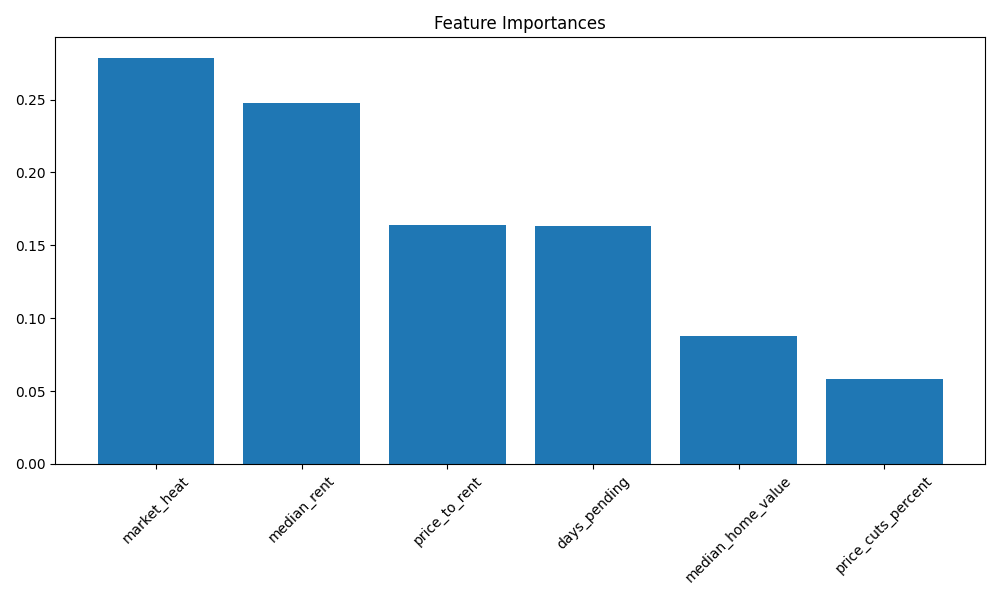 Feature Importances
0.25
0.20
0.15
0.10
0.05
0.00
market_heat
median_rent
price_to_rent
days_pending
median_home_value
price_cuts_percent